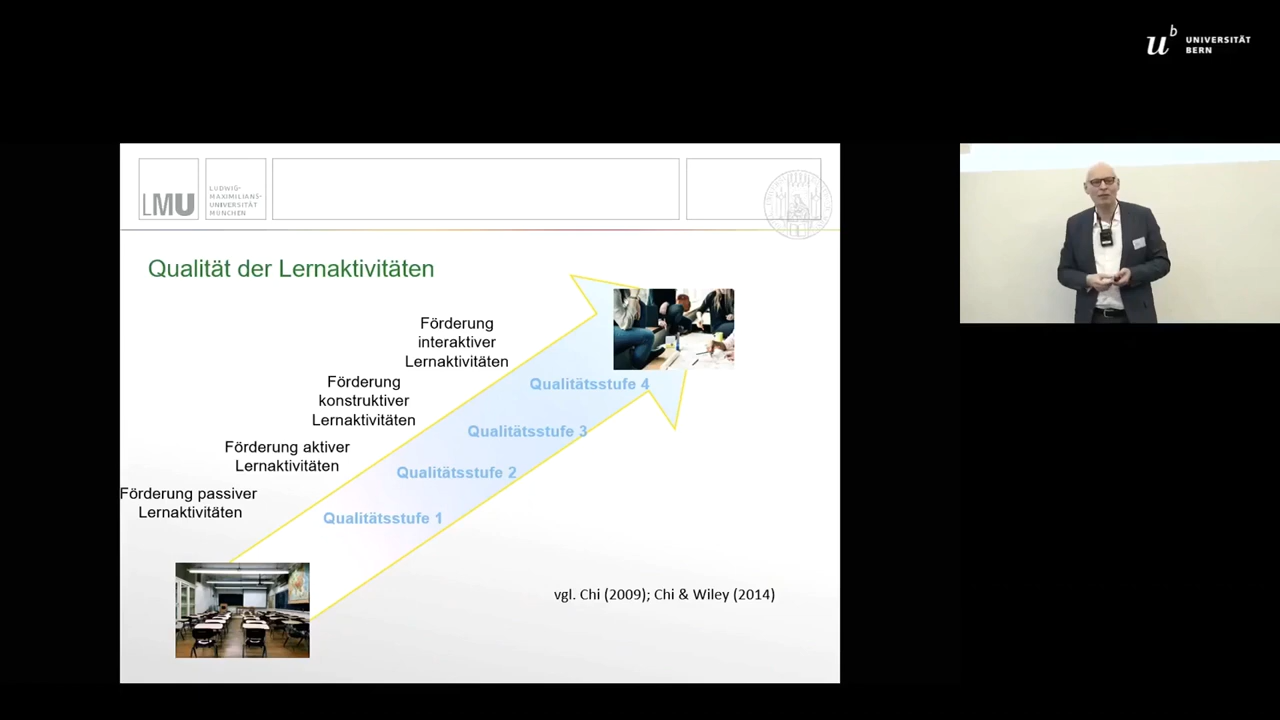 u^b
UNIVERSITÄT
BERN
LMU
LUDWIG-
MAXIMILIANS-
UNIVERSITÄT
MÜNCHEN
Qualität der Lernaktivitäten
Förderung
interaktiver
Lernaktivitäten
Förderung
konstruktiver
Lernaktivitäten
Förderung aktiver
Lernaktivitäten
Förderung passiver
Lernaktivitäten
Qualitätsstufe 4
Qualitätsstufe 3
Qualitätsstufe 2
Qualitätsstufe 1
vgl. Chi (2009); Chi & Wiley (2014)